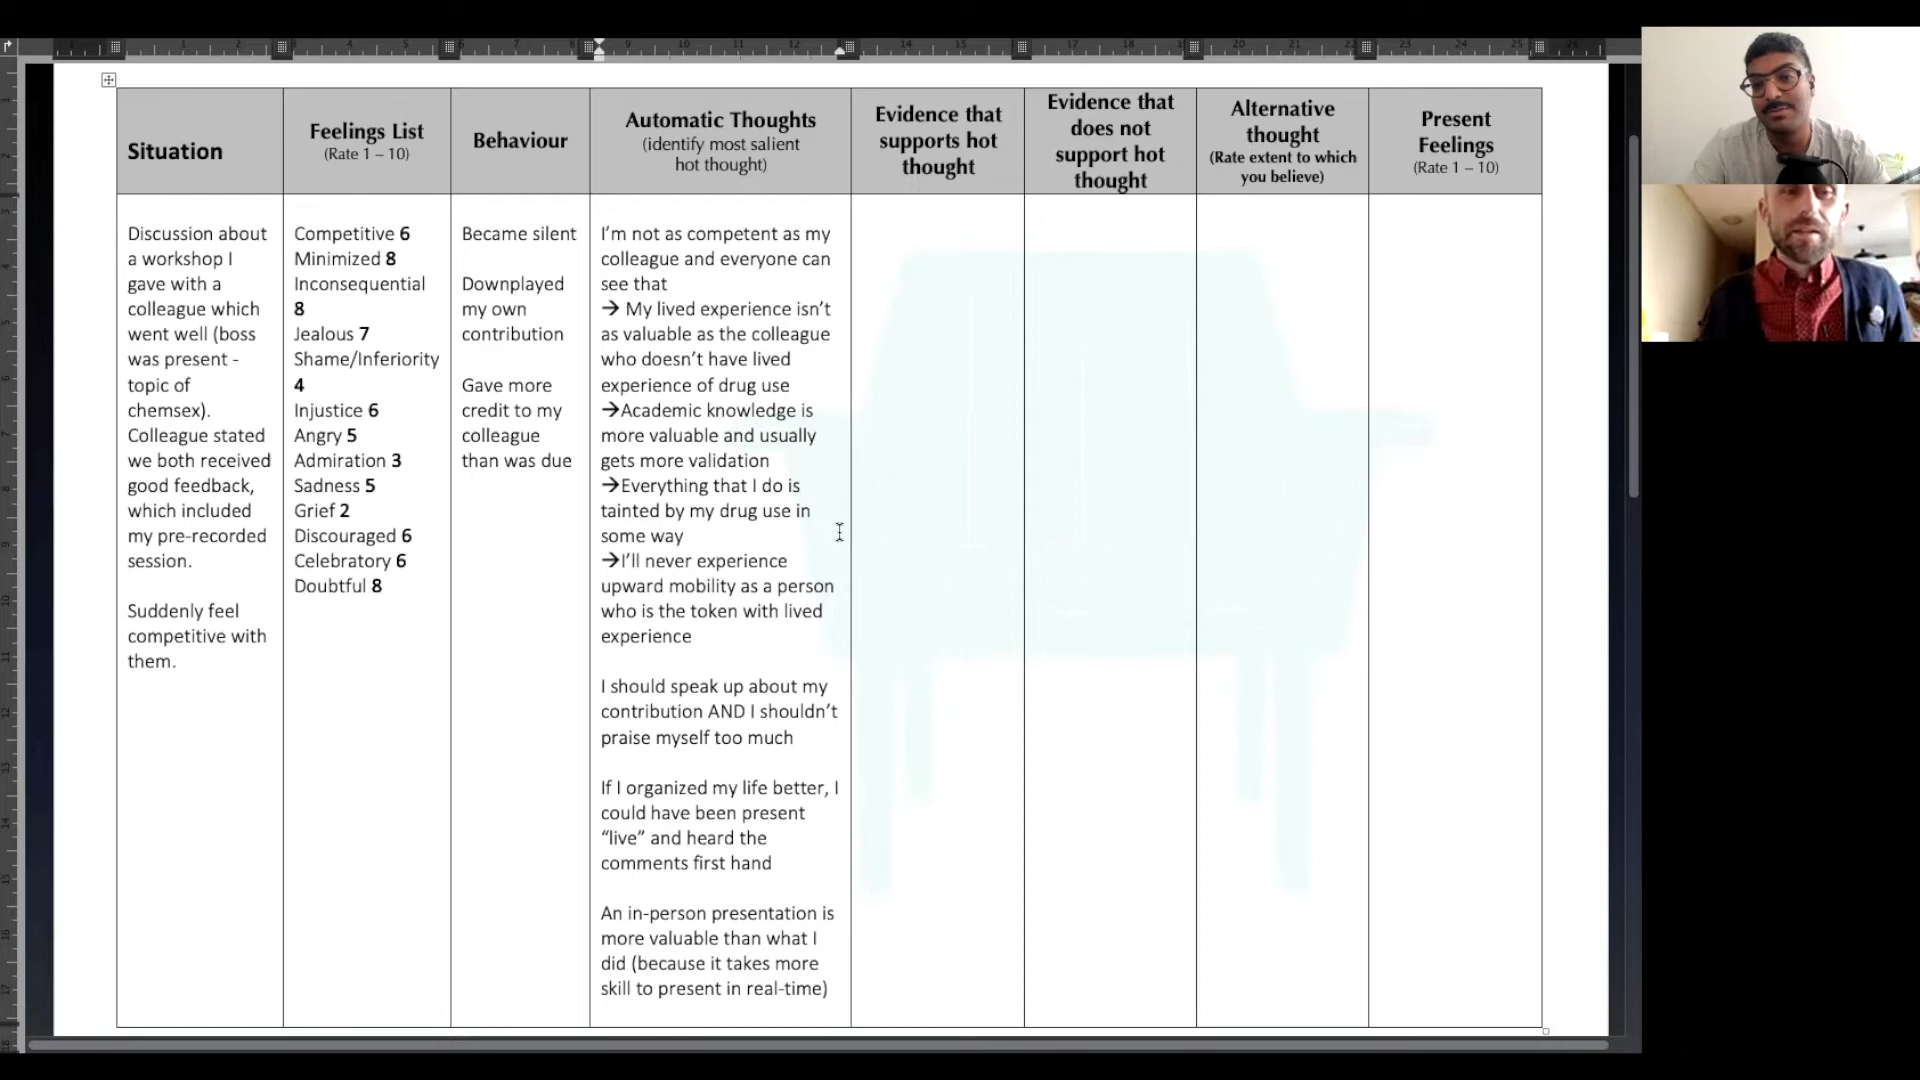 Situation
Feelings List
(Rate 1 – 10)
Behaviour
Automatic Thoughts
(identify most salient
hot thought)
Evidence that
supports hot
thought
Evidence that
does not
support hot
thought
Alternative
thought
(Rate extent to which
you believe)
Present
Feelings
(Rate 1 – 10)
Discussion about
a workshop I
gave with a
colleague which
went well (boss
was present -
topic of
chemsex).
Colleague stated
we both received
good feedback,
which included
my pre-recorded
session.
Suddenly feel
competitive with
them.
Competitive 6
Minimized 8
Inconsequential
8
Jealous 7
Shame/Inferiority
4
Injustice 6
Angry 5
Admiration 3
Sadness 5
Grief 2
Discouraged 6
Celebratory 6
Doubtful 8
Became silent
Downplayed
my own
contribution
Gave more
credit to my
colleague
than was due
I’m not as competent as my
colleague and everyone can
see that
→ My lived experience isn’t
as valuable as the colleague
who doesn’t have lived
experience of drug use
→Academic knowledge is
more valuable and usually
gets more validation
→Everything that I do is
tainted by my drug use in
some way
→I’ll never experience
upward mobility as a person
who is the token with lived
experience
I should speak up about my
contribution AND I shouldn’t
praise myself too much
If I organized my life better, I
could have been present
“live” and heard the
comments first hand
An in-person presentation is
more valuable than what I
did (because it takes more
skill to present in real-time)